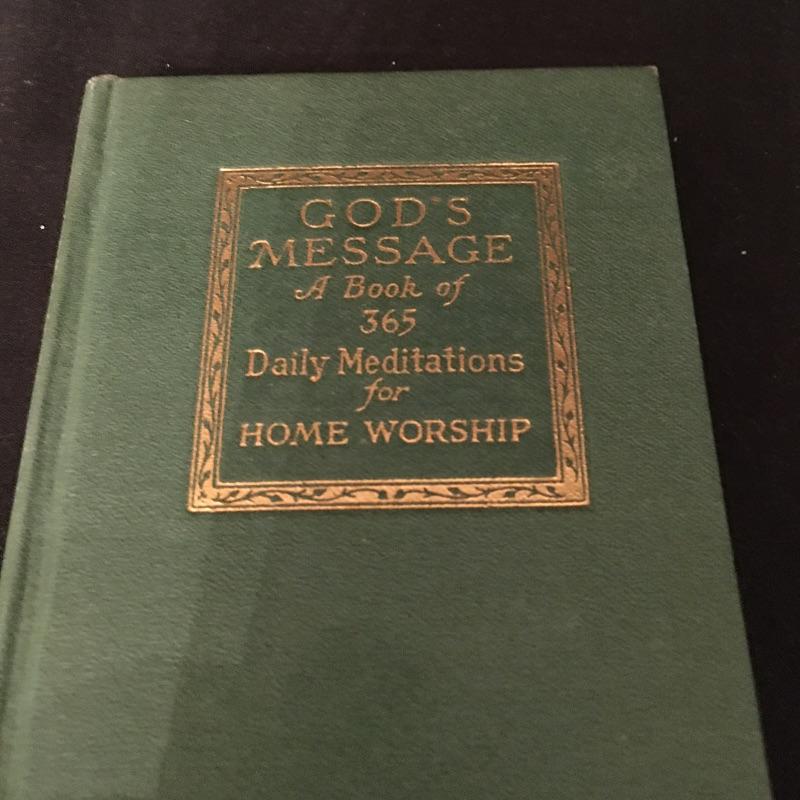 GOD'S
MESSAGE
A Book of
365
Daily Meditations
for
HOME WORSHIP